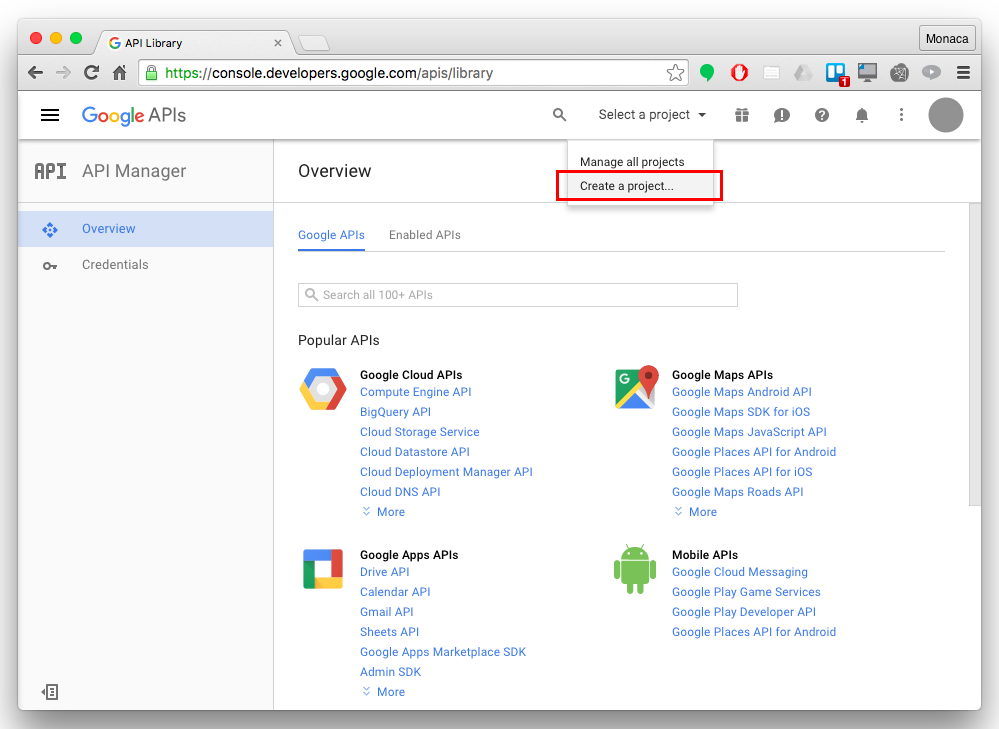 API Library
Monaca
https://console.developers.google.com/apis/library
1
Google APIs
Select a project
Manage all projects
Create a project...
API API Manager
Overview
Overview
Credentials
Google APIs Enabled APIs
Search all 100+ APIs
Popular APIs
Google Cloud APIs
Compute Engine API
BigQuery API
Cloud Storage Service
Cloud Datastore API
Cloud Deployment Manager API
Cloud DNS API
More
G
Google Maps APIs
Google Maps Android API
Google Maps SDK for iOS
Google Maps JavaScript API
Google Places API for Android
Google Places API for iOS
Google Maps Roads API
More
Google Apps APIs
Drive API
Calendar API
Gmail API
Sheets API
Google Apps Marketplace SDK
Admin SDK
More
Mobile APIs
Google Cloud Messaging
Google Play Game Services
Google Play Developer API
Google Places API for Android